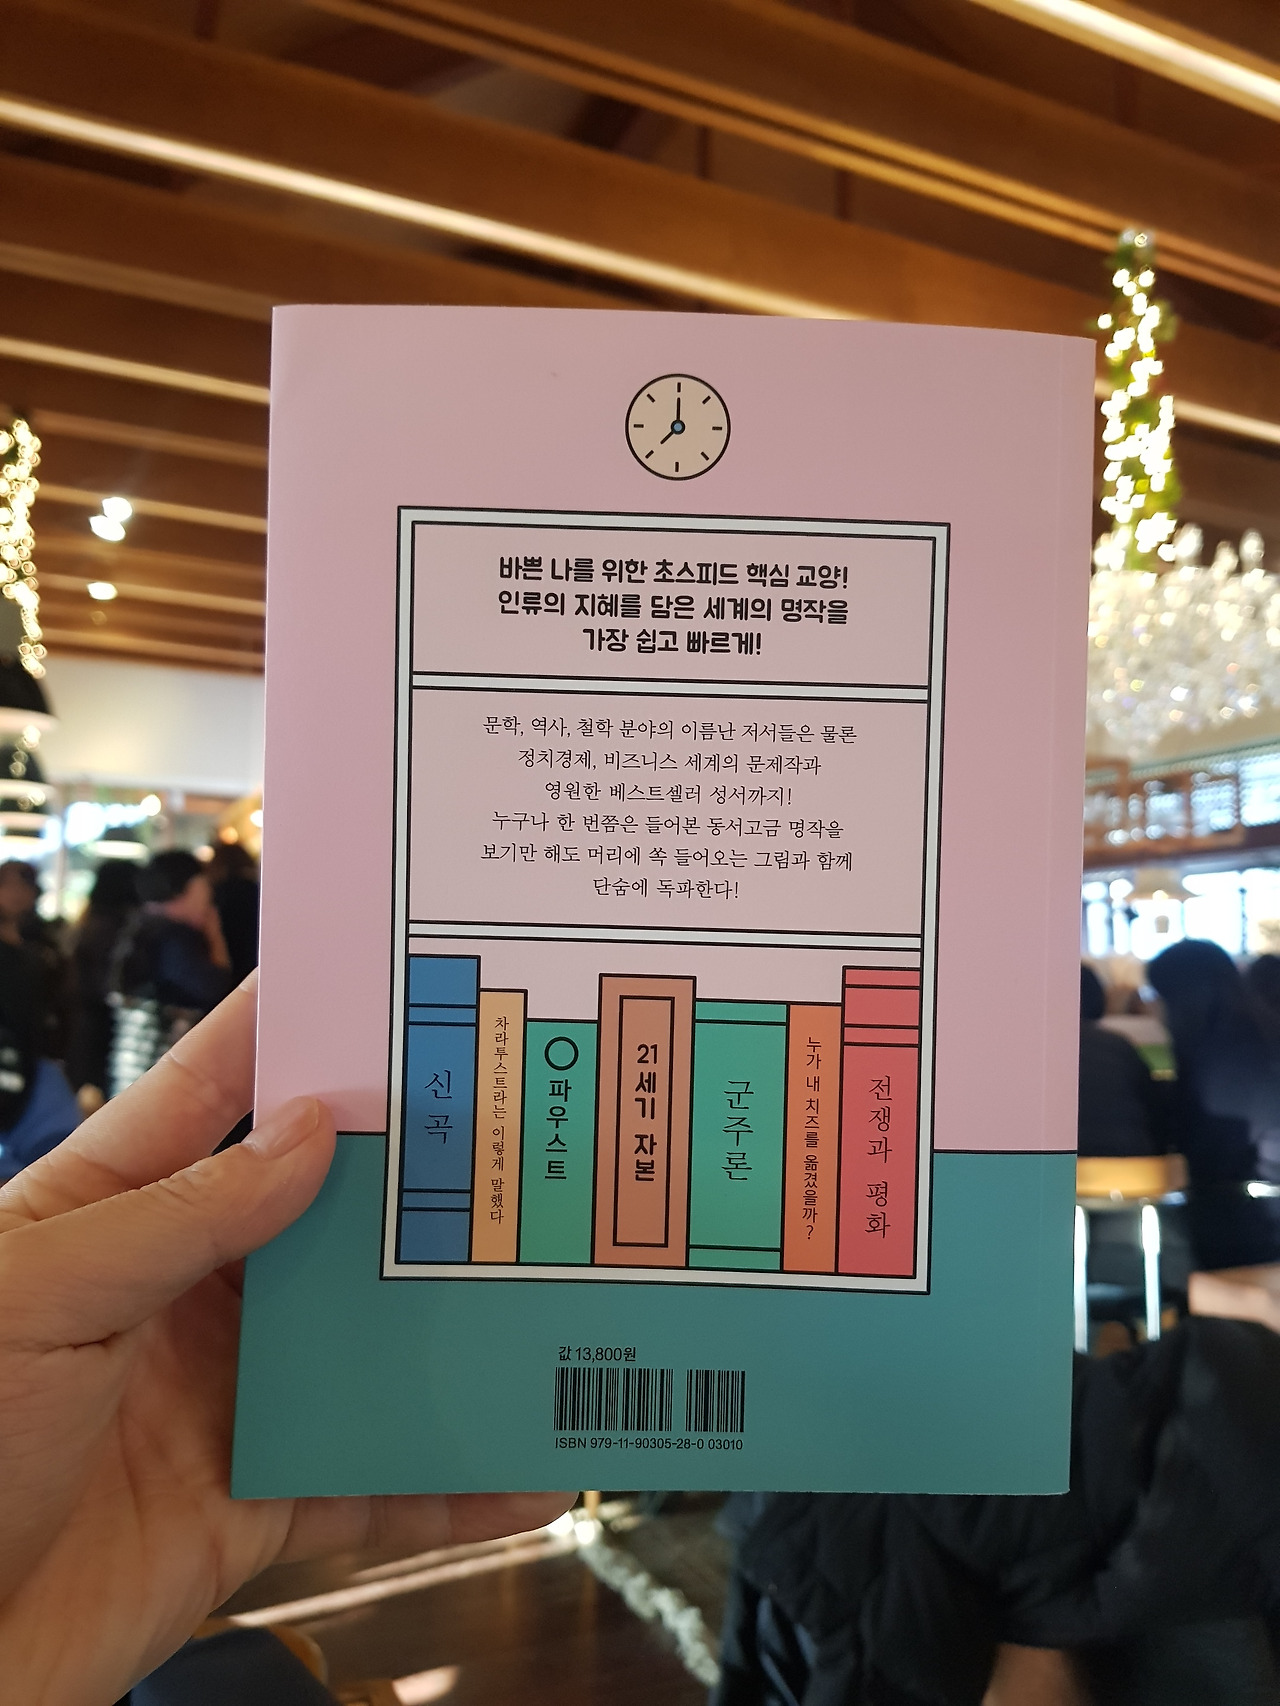 바쁜 나를 위한 초스피드 핵심 교양!
인류의 지혜를 담은 세계의 명작을
가장 쉽고 빠르게!
문학, 역사, 철학 분야의 이름난 저서들은 물론
정치경제, 비즈니스 세계의 문제작과
영원한 베스트셀러 성서까지!
누구나 한 번쯤은 들어본 동서고금 명작을
보기만 해도 머리에 쏙 들어오는 그림과 함께
단숨에 독파한다!
신곡
차라투스트라는 이렇게 말했다
파우스트
21세기 자본
군주론
누가 내 치즈를 옮겼을까?
전쟁과 평화
값 13,800원
ISBN 979-11-90305-28-0 03010